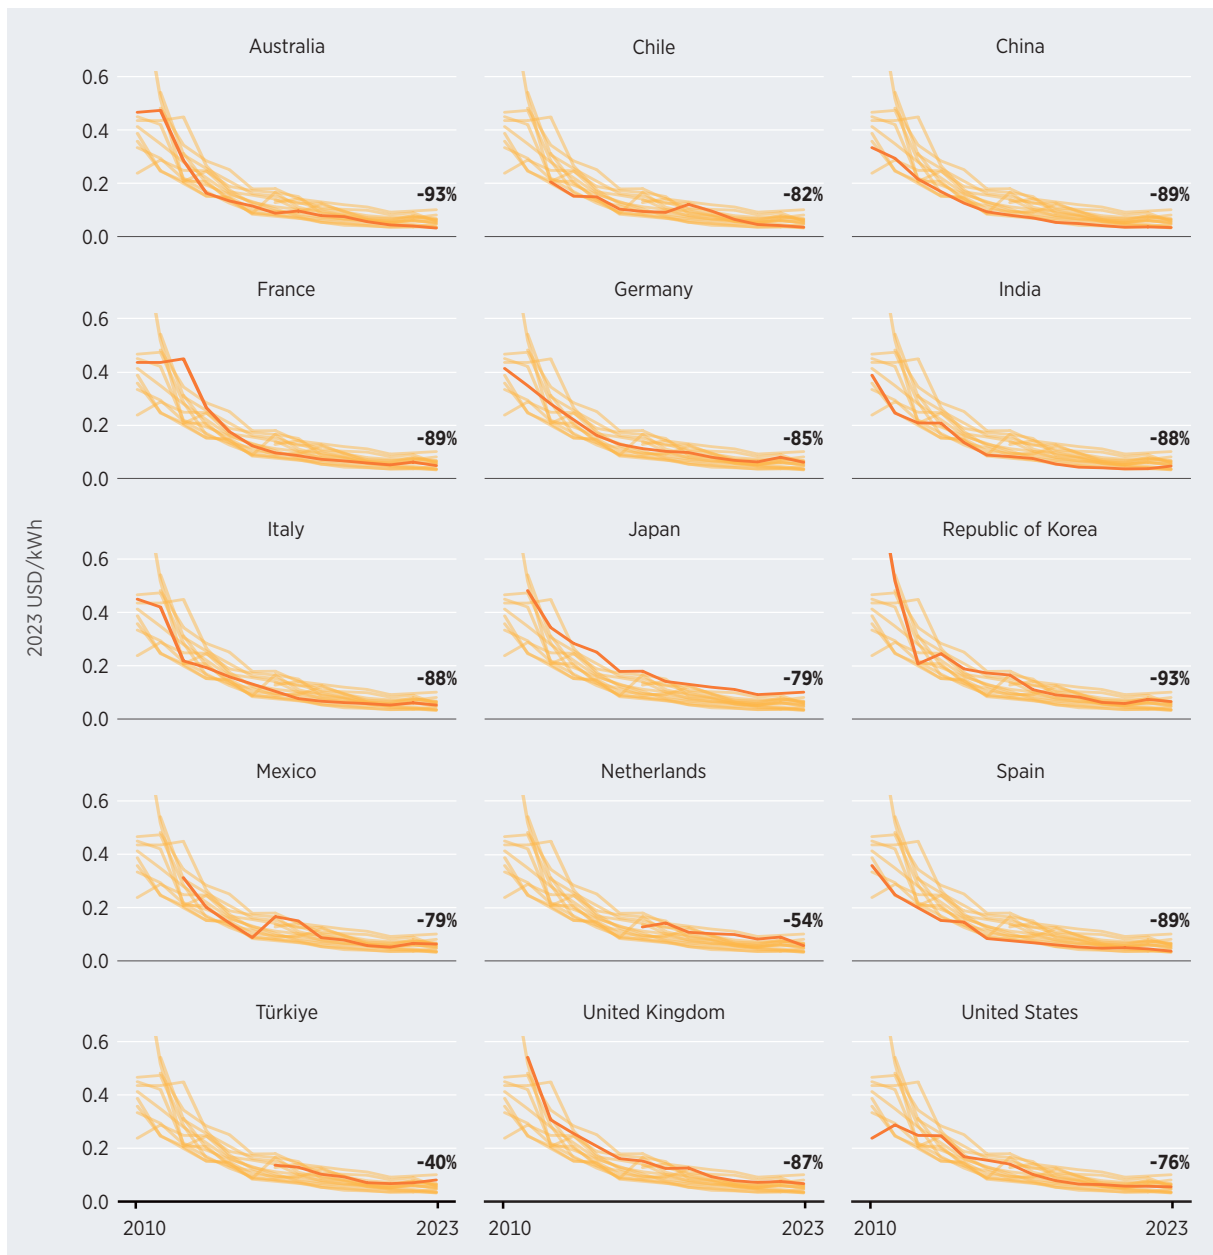 Australia
Chile
China
0.6
0.4
0.2
0.0
-93%
-82%
-89%
France
Germany
India
0.6
0.4
0.2
0.0
-89%
-85%
-88%
2023 USD/kWh
Italy
Japan
Republic of Korea
0.6
0.4
0.2
0.0
-88%
-79%
-93%
Mexico
Netherlands
Spain
0.6
0.4
0.2
0.0
-79%
-54%
-89%
Türkiye
United Kingdom
United States
0.6
0.4
0.2
0.0
-40%
-87%
-76%
2010
2023
2010
2023
2010
2023